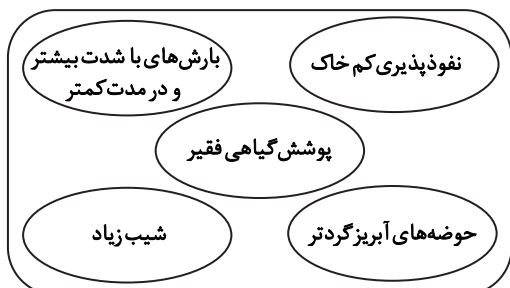 نفوذپذیری کم خاک
بارش‌های با شدت بیشتر
و در مدت کمتر
پوشش گیاهی فقیر
حوضه‌های آبریز گردتر
شیب زیاد